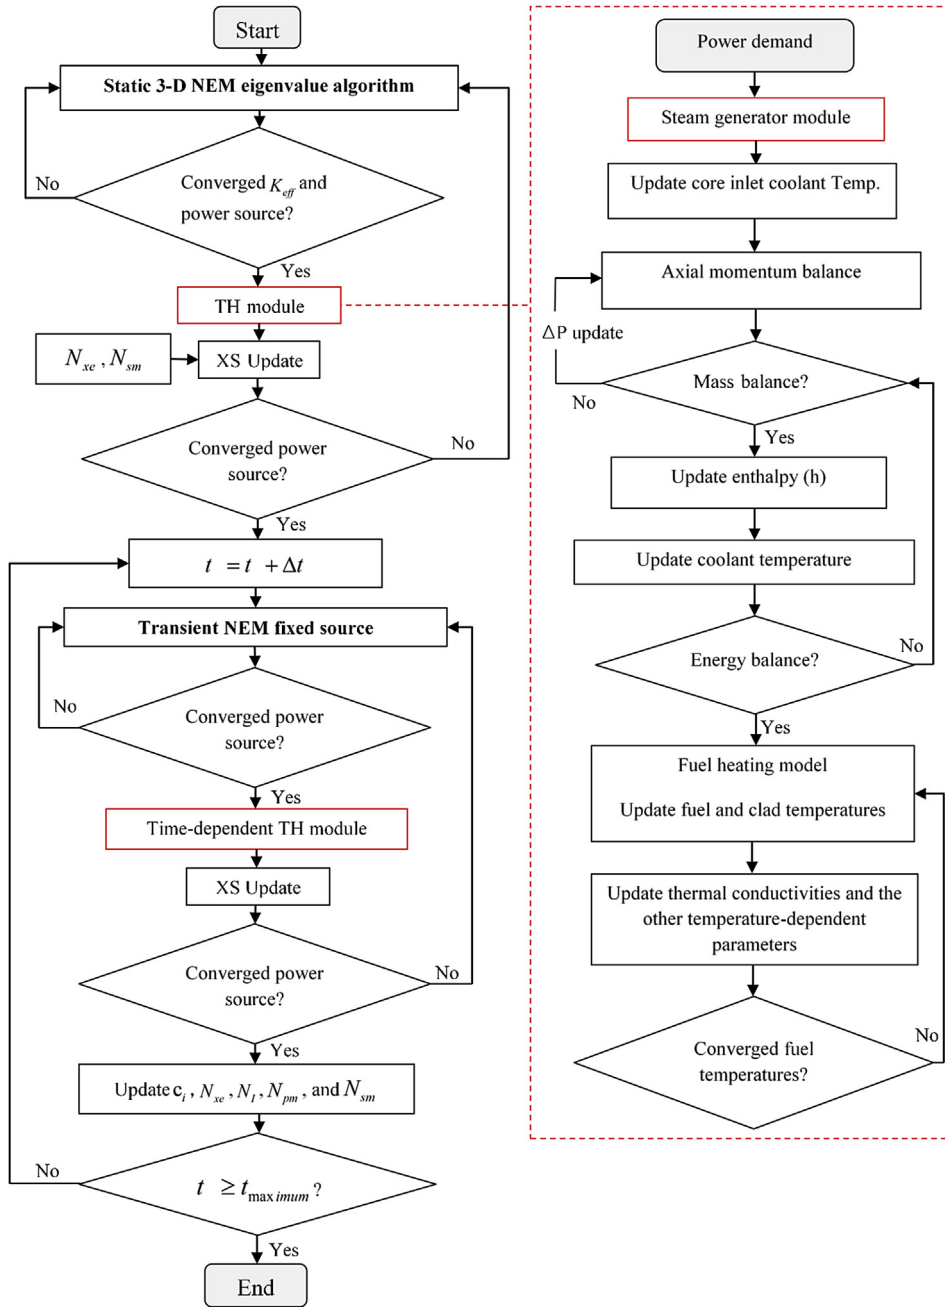 Start
Static 3-D NEM eigenvalue algorithm
No
Converged K_eff and
power source?
Yes
TH module
N_xe , N_sm
XS Update
Converged power
source?
No
Yes
t = t + Δt
Transient NEM fixed source
No
Converged power
source?
Yes
Time-dependent TH module
XS Update
Converged power
source?
No
Yes
Update c_i , N_xe , N_I , N_pm , and N_sm
No
t ≥ t_maximum ?
Yes
End
Power demand
Steam generator module
Update core inlet coolant Temp.
Axial momentum balance
ΔP update
Mass balance?
No
Yes
Update enthalpy (h)
Update coolant temperature
Energy balance?
No
Yes
Fuel heating model
Update fuel and clad temperatures
Update thermal conductivities and the
other temperature-dependent
parameters
No
Converged fuel
temperatures?